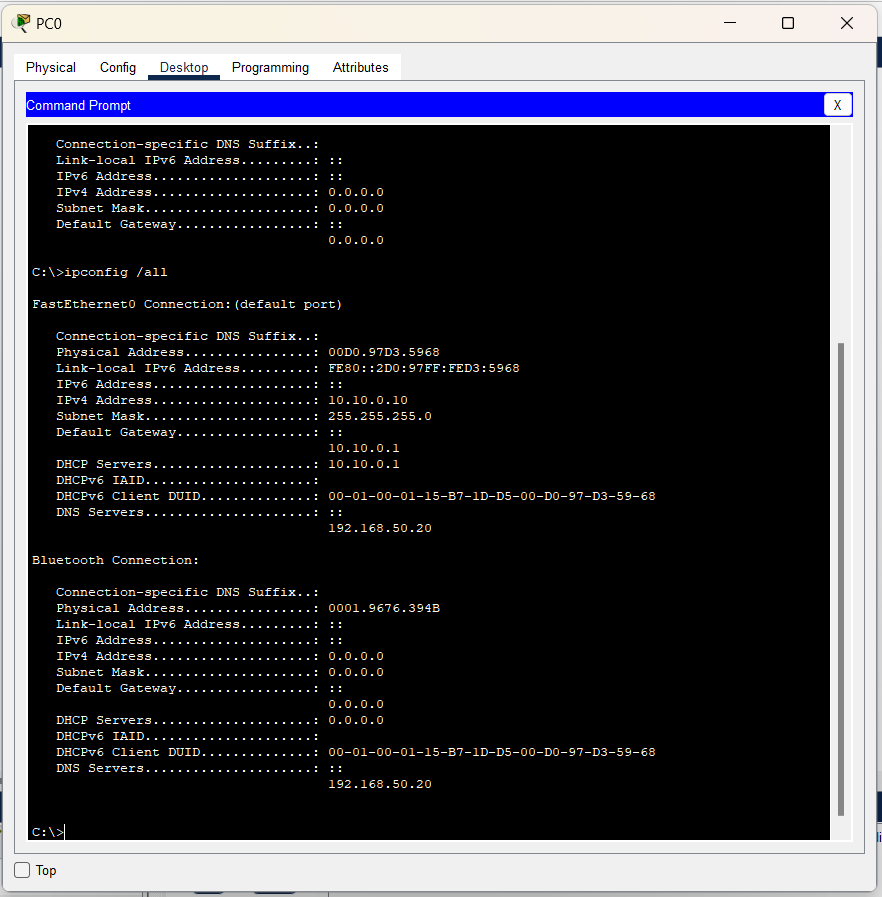 PC0
Physical Config Desktop Programming Attributes
Command Prompt X
Connection-specific DNS Suffix..:
Link-local IPv6 Address.........: ::
IPv6 Address....................: ::
IPv4 Address....................: 0.0.0.0
Subnet Mask.....................: 0.0.0.0
Default Gateway.................: ::
0.0.0.0
C:\>ipconfig /all
FastEthernet0 Connection:(default port)
Connection-specific DNS Suffix..:
Physical Address................: 00D0.97D3.5968
Link-local IPv6 Address.........: FE80::2D0:97FF:FED3:5968
IPv6 Address....................: ::
IPv4 Address....................: 10.10.0.10
Subnet Mask.....................: 255.255.255.0
Default Gateway.................: ::
10.10.0.1
DHCP Servers....................: 10.10.0.1
DHCPv6 IAID.....................:
DHCPv6 Client DUID..............: 00-01-00-01-15-B7-1D-D5-00-D0-97-D3-59-68
DNS Servers.....................: ::
192.168.50.20
Bluetooth Connection:
Connection-specific DNS Suffix..:
Physical Address................: 0001.9676.394B
Link-local IPv6 Address.........: ::
IPv6 Address....................: ::
IPv4 Address....................: 0.0.0.0
Subnet Mask.....................: 0.0.0.0
Default Gateway.................: ::
0.0.0.0
DHCP Servers....................: 0.0.0.0
DHCPv6 IAID.....................:
DHCPv6 Client DUID..............: 00-01-00-01-15-B7-1D-D5-00-D0-97-D3-59-68
DNS Servers.....................: ::
192.168.50.20
C:\>
Top